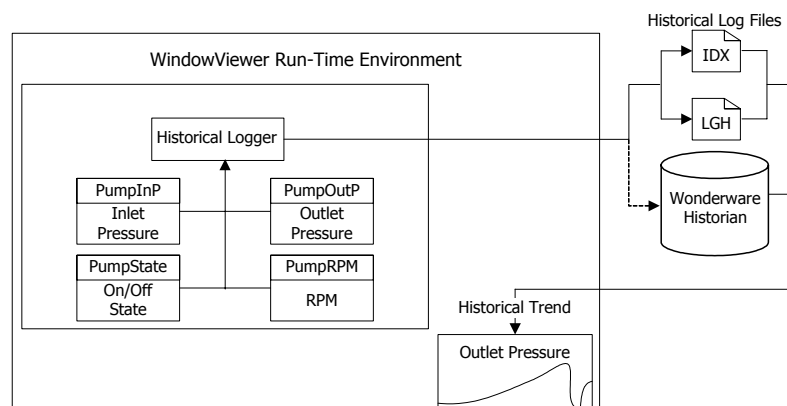 Historical Log Files
WindowViewer Run-Time Environment
IDX
LGH
Historical Logger
PumpInP
Inlet
Pressure
PumpOutP
Outlet
Pressure
Wonderware
Historian
PumpState
On/Off
State
PumpRPM
RPM
Historical Trend
Outlet Pressure